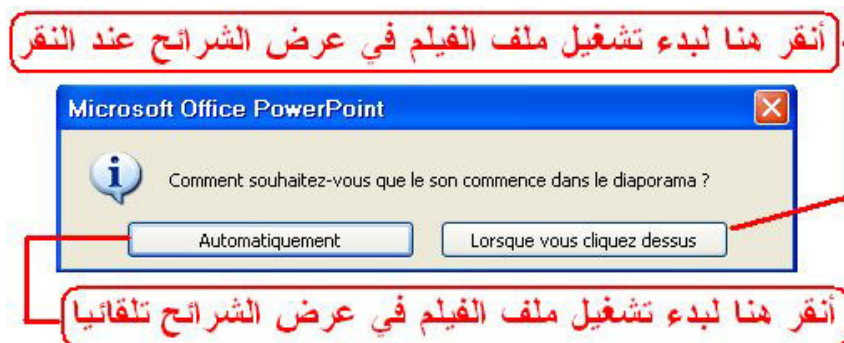 أنقر هنا لبدء تشغيل ملف الفيلم في عرض الشرائح عند النقر
Microsoft Office PowerPoint
Comment souhaitez-vous que le son commence dans le diaporama ?
Automatiquement
Lorsque vous cliquez dessus
أنقر هنا لبدء تشغيل ملف الفيلم في عرض الشرائح تلقائيا